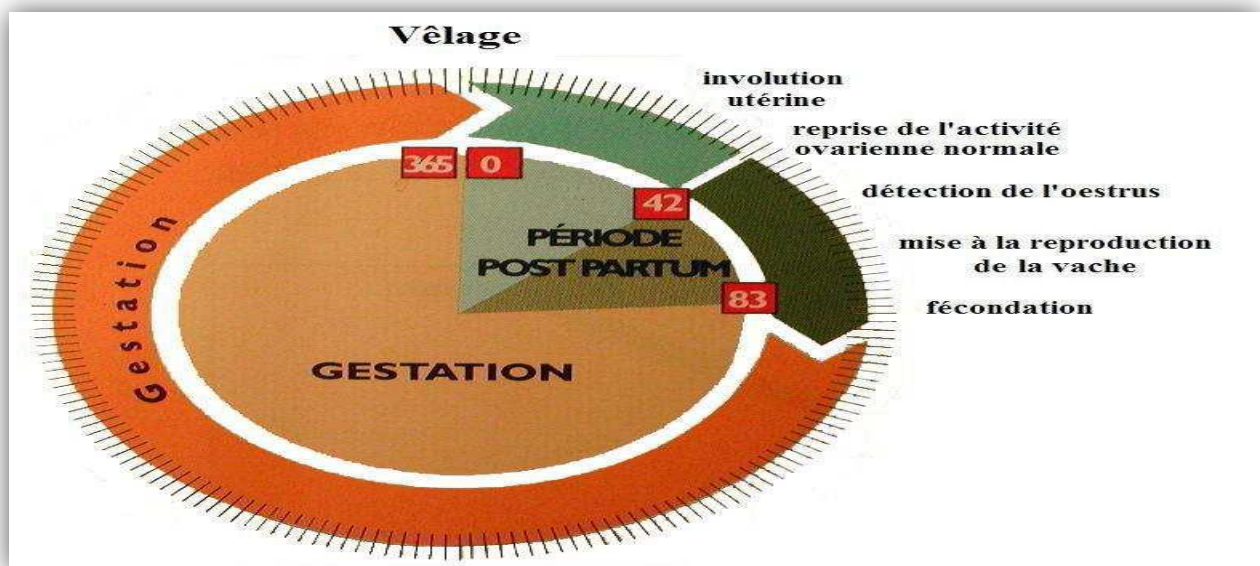 Vêlage
involution
utérine
reprise de l'activité
ovarienne normale
365
0
détection de l'oestrus
42
PÉRIODE
POST PARTUM
mise à la reproduction
de la vache
83
fécondation
Gestation
GESTATION